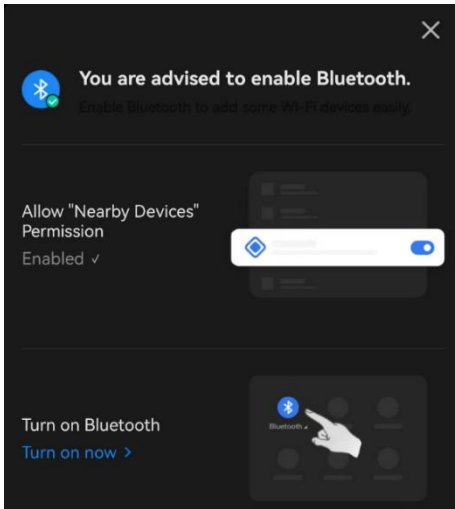 You are advised to enable Bluetooth.
Enable Bluetooth to add some Wi-Fi devices easily.
Allow "Nearby Devices"
Permission
Enabled ✓
Turn on Bluetooth
Turn on now >
Bluetooth